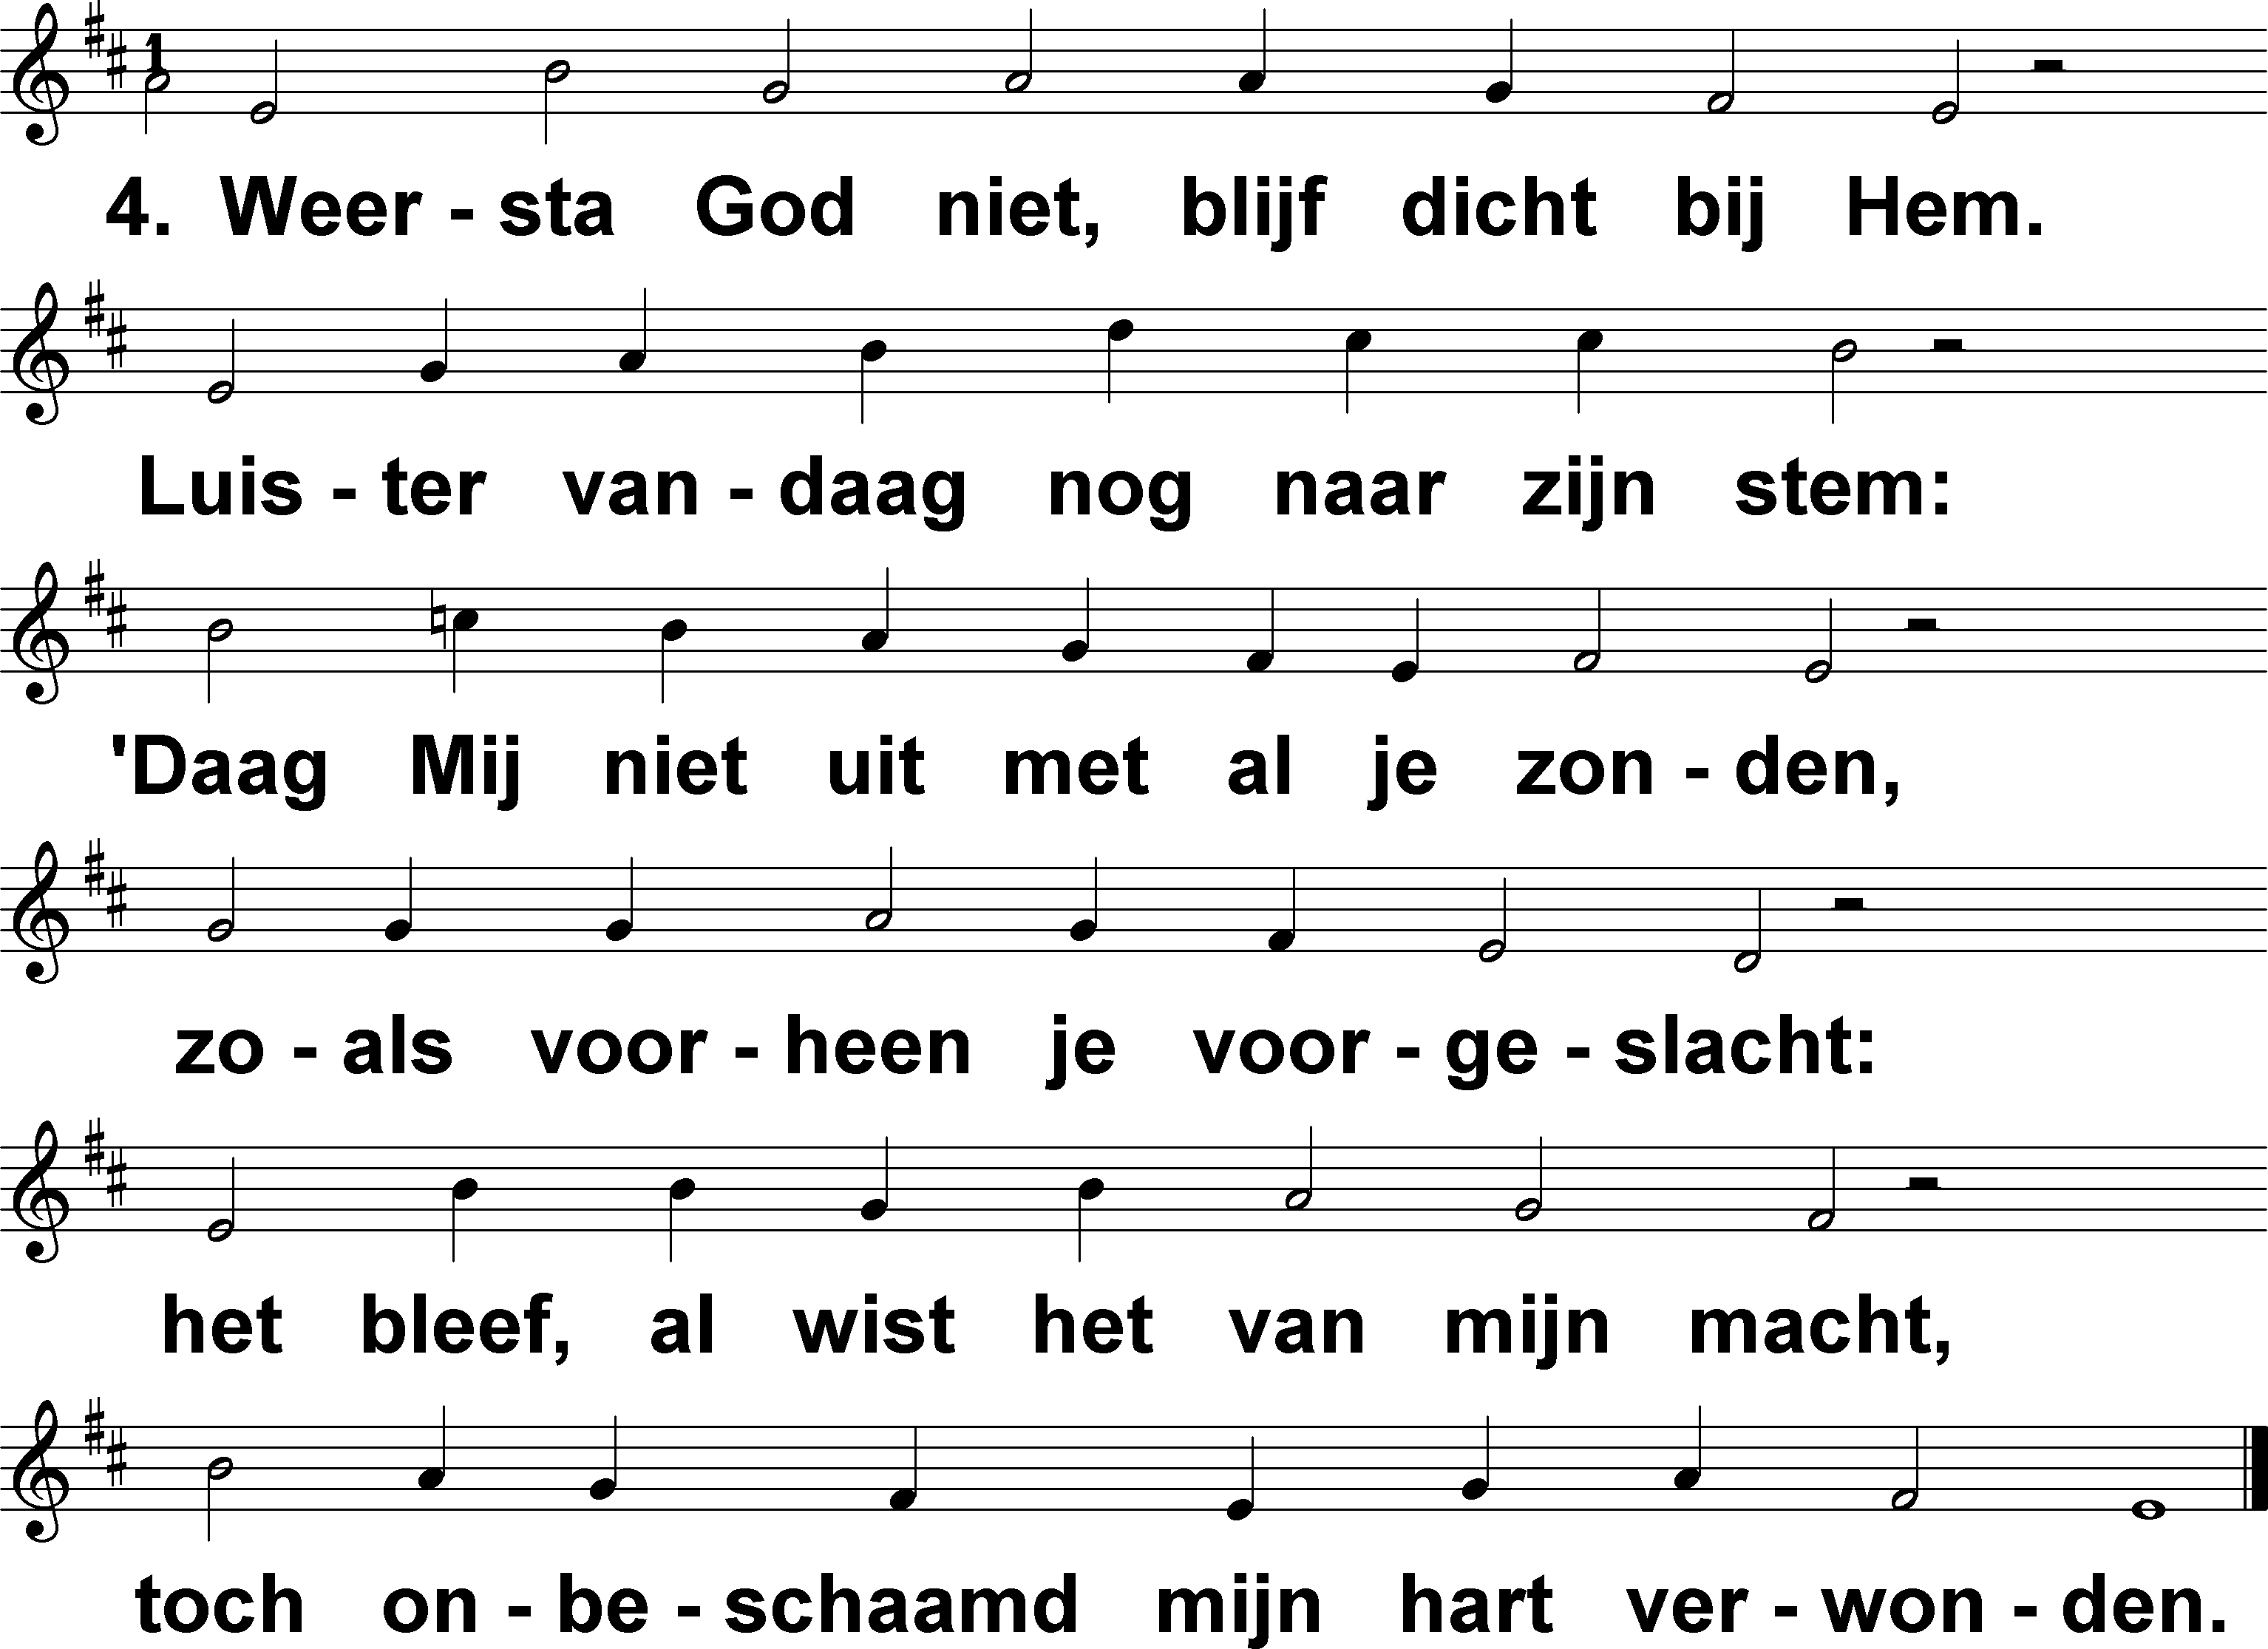 4. Weer - sta God niet, blijf dicht bij Hem.
Luis - ter van - daag nog naar zijn stem:
'Daag Mij niet uit met al je zon - den,
zo - als voor - heen je voor - ge - slacht:
het bleef, al wist het van mijn macht,
toch on - be - schaamd mijn hart ver - won - den.